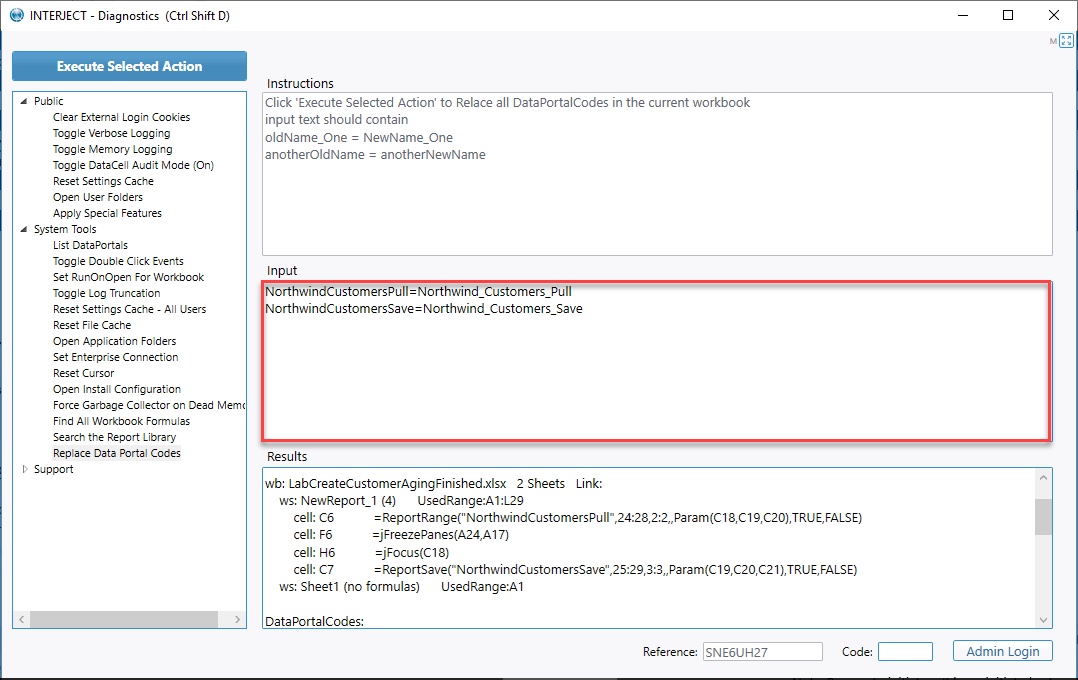 INTERJECT - Diagnostics (Ctrl Shift D)
M
Execute Selected Action
Public
Clear External Login Cookies
Toggle Verbose Logging
Toggle Memory Logging
Toggle DataCell Audit Mode (On)
Reset Settings Cache
Open User Folders
Apply Special Features
System Tools
List DataPortals
Toggle Double Click Events
Set RunOnOpen For Workbook
Toggle Log Truncation
Reset Settings Cache - All Users
Reset File Cache
Open Application Folders
Set Enterprise Connection
Reset Cursor
Open Install Configuration
Force Garbage Collector on Dead Memo
Find All Workbook Formulas
Search the Report Library
Replace Data Portal Codes
Support
Instructions
Click 'Execute Selected Action' to Relace all DataPortalCodes in the current workbook
input text should contain
oldName_One = NewName_One
anotherOldName = anotherNewName
Input
NorthwindCustomersPull=Northwind_Customers_Pull
NorthwindCustomersSave=Northwind_Customers_Save
Results
wb: LabCreateCustomerAgingFinished.xlsx 2 Sheets Link:
ws: NewReport_1 (4) UsedRange:A1:L29
cell: C6 =ReportRange("NorthwindCustomersPull",24:28,2:2,,Param(C18,C19,C20),TRUE,FALSE)
cell: F6 =jFreezePanes(A24,A17)
cell: H6 =jFocus(C18)
cell: C7 =ReportSave("NorthwindCustomersSave",25:29,3:3,,Param(C19,C20,C21),TRUE,FALSE)
ws: Sheet1 (no formulas) UsedRange:A1
DataPortalCodes:
Reference: SNE6UH27 Code: Admin Login